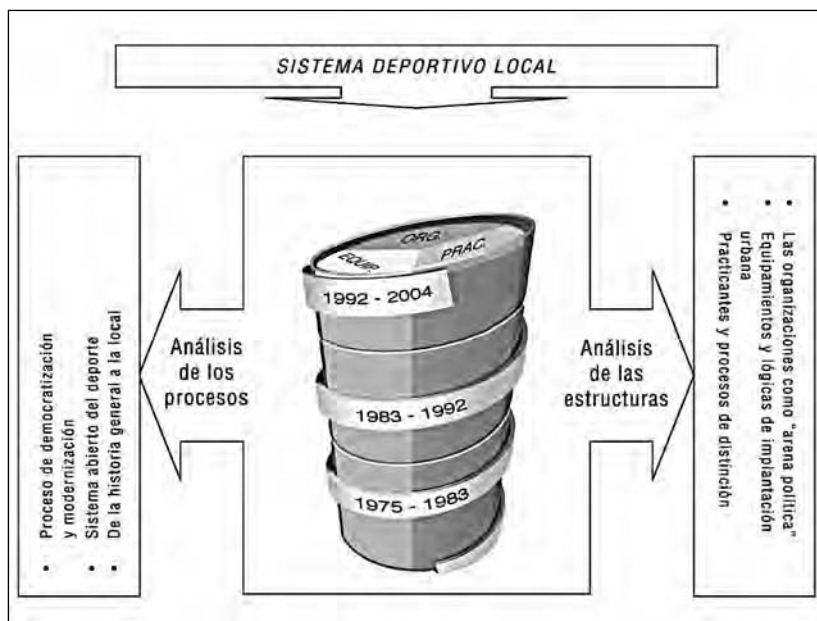 SISTEMA DEPORTIVO LOCAL
Proceso de democratización
y modernización
Sistema abierto del deporte
De la historia general a la local
Análisis
de los
procesos
ORG.
EQUIP.
PRAC.
1992 - 2004
1983 - 1992
1975 - 1983
Análisis
de las
estructuras
Las organizaciones como "arena política"
Equipamientos y lógicas de implantación
urbana
Practicantes y procesos de distinción